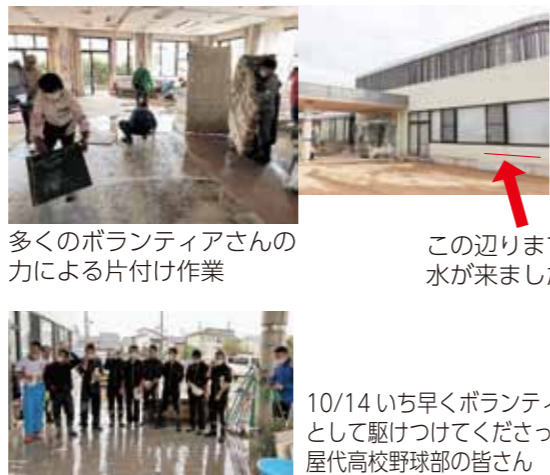 多くのボランティアさんの
力による片付け作業
この辺りまで
水が来ました
10/14 いち早くボランティ
として駆けつけてくださっ
屋代高校野球部の皆さん